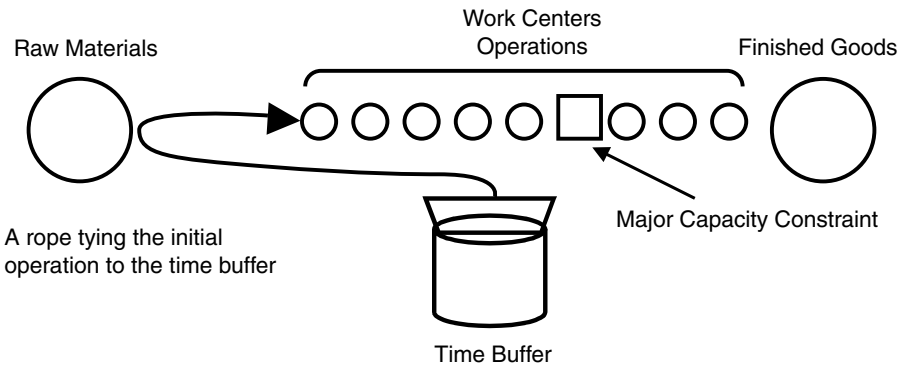 Work Centers
Operations
Raw Materials
Finished Goods
Major Capacity Constraint
A rope tying the initial
operation to the time buffer
Time Buffer